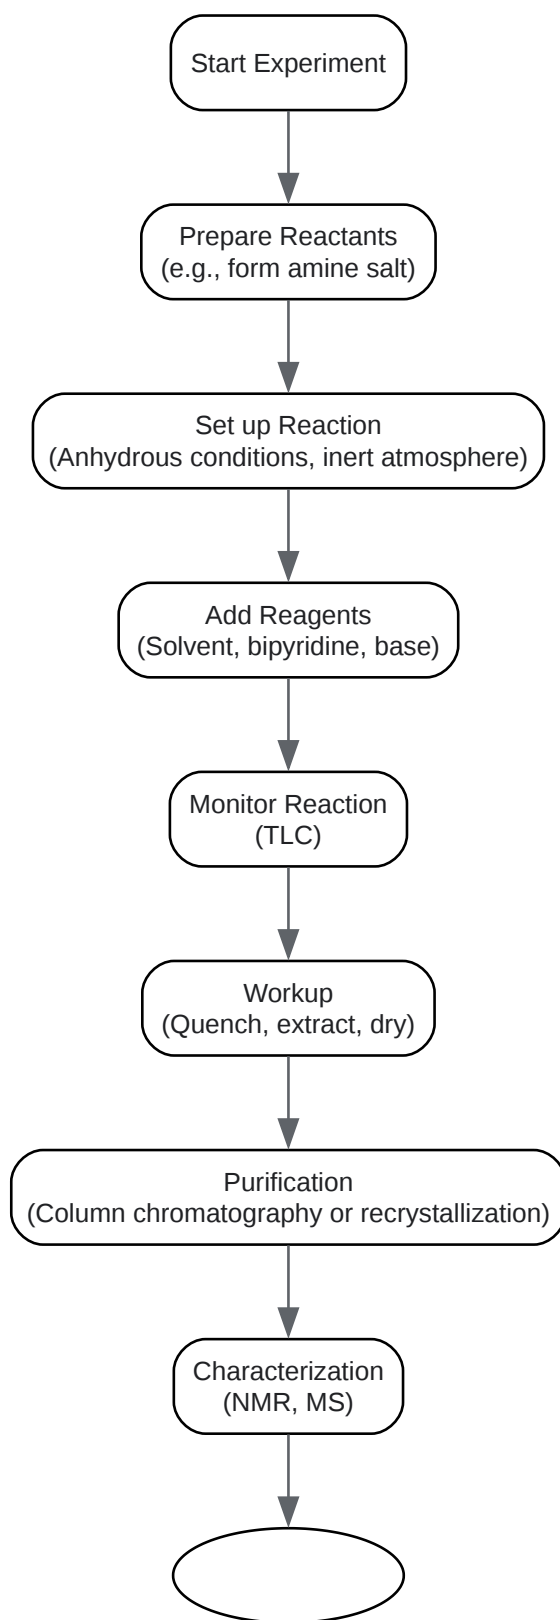 Start Experiment
Prepare Reactants
(e.g., form amine salt)
Set up Reaction
(Anhydrous conditions, inert atmosphere)
Add Reagents
(Solvent, bipyridine, base)
Monitor Reaction
(TLC)
Workup
(Quench, extract, dry)
Purification
(Column chromatography or recrystallization)
Characterization
(NMR, MS)